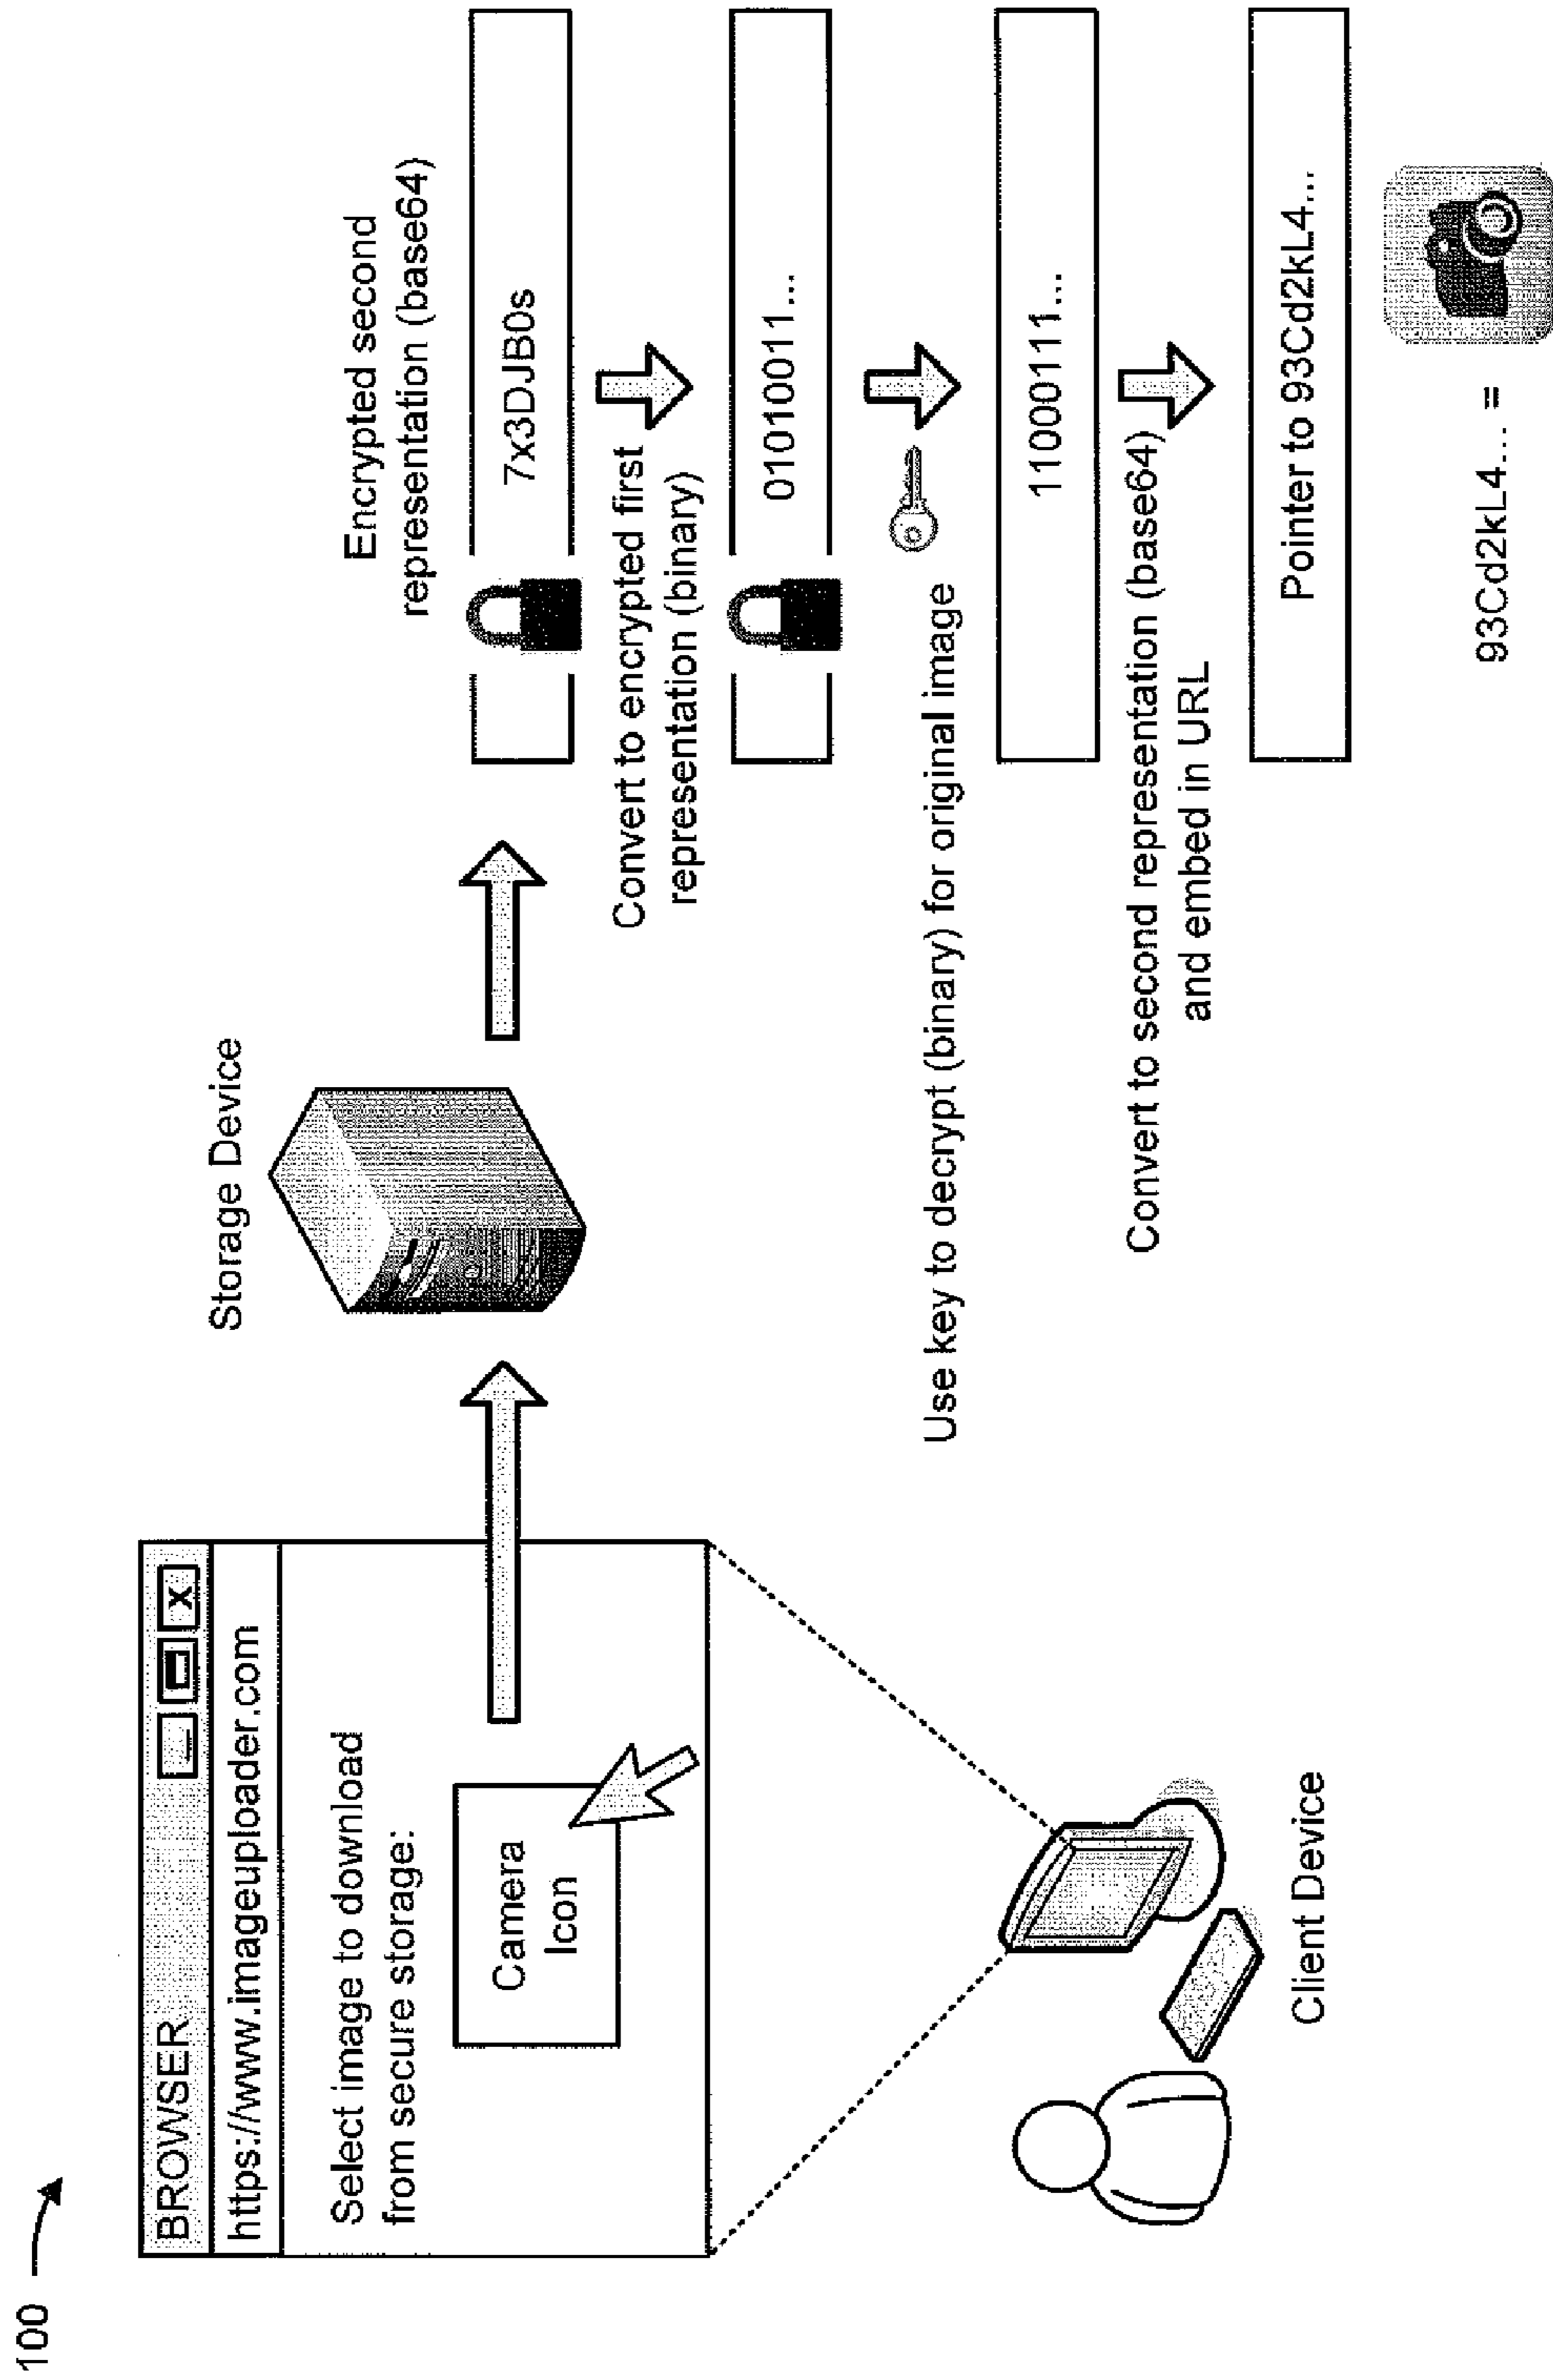 100
BROWSER
https://www.imageuploader.com
X
Select image to download
from secure storage:
Camera
Icon
Client Device
Storage Device
Encrypted second
representation (base64)
7x3DJB0s
Convert to encrypted first
representation (binary)
01010011...
Use key to decrypt (binary) for original image
11000111...
Convert to second representation (base64)
and embed in URL
Pointer to 93Cd2kL4...
93Cd2kL4... =